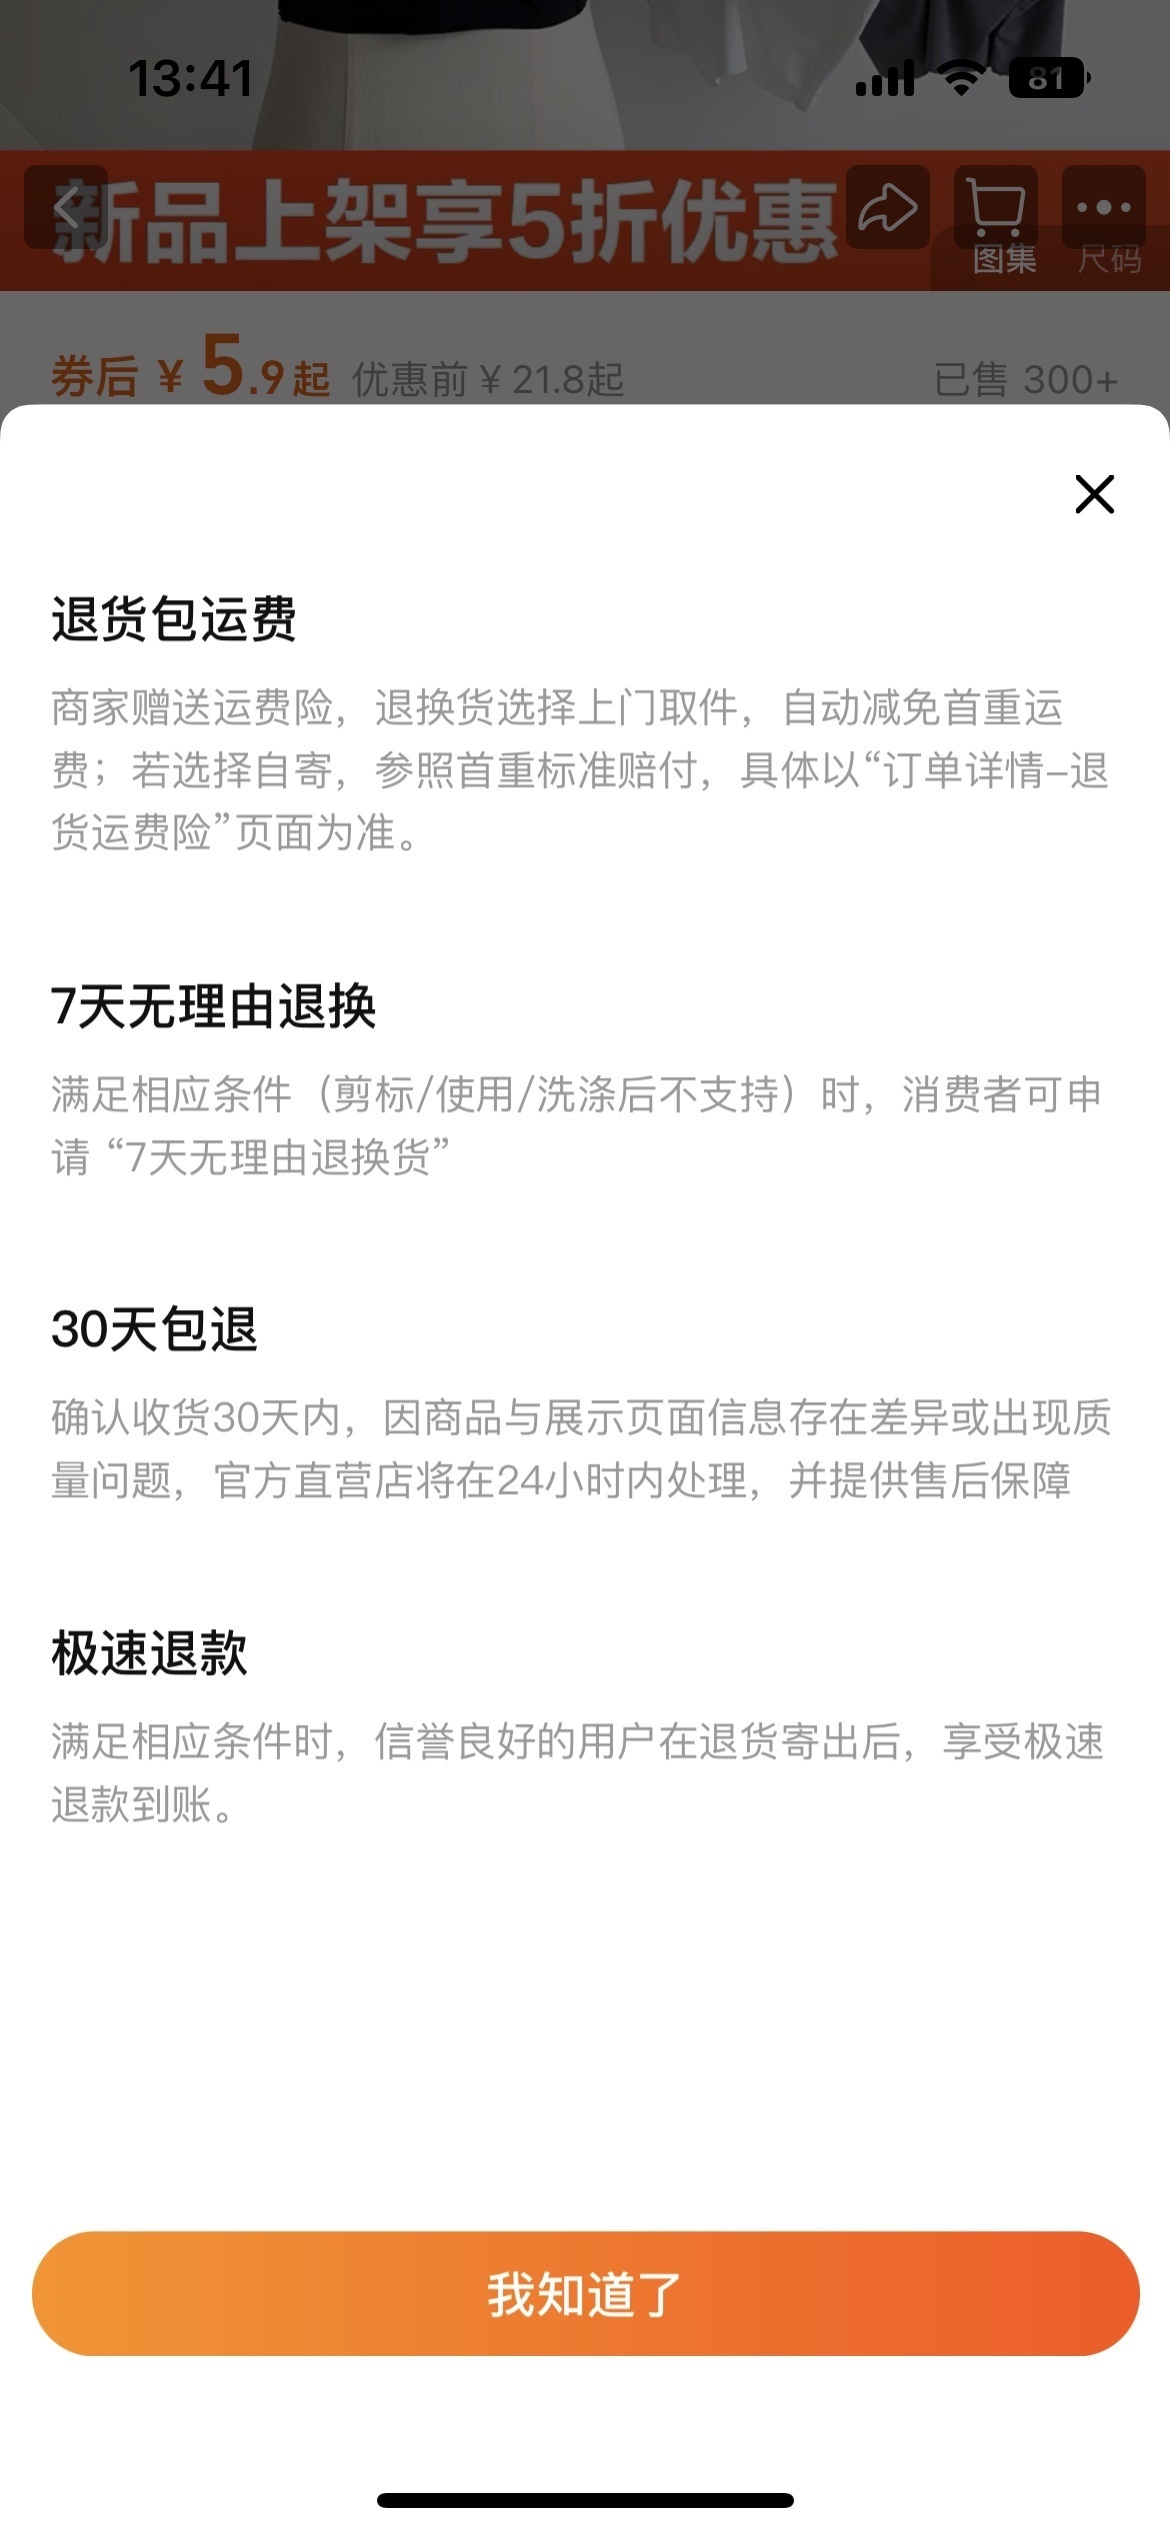 13:41
81
新品上架享5折优惠
图集 尺码
券后 ¥ 5.9起 优惠前 ¥ 21.8起 已售 300+
退货包运费
商家赠送运费险，退换货选择上门取件，自动减免首重运
费；若选择自寄，参照首重标准赔付，具体以“订单详情–退
货运费险”页面为准。
7天无理由退换
满足相应条件（剪标/使用/洗涤后不支持）时，消费者可申
请 “7天无理由退换货”
30天包退
确认收货30天内，因商品与展示页面信息存在差异或出现质
量问题，官方直营店将在24小时内处理，并提供售后保障
极速退款
满足相应条件时，信誉良好的用户在退货寄出后，享受极速
退款到账。
我知道了